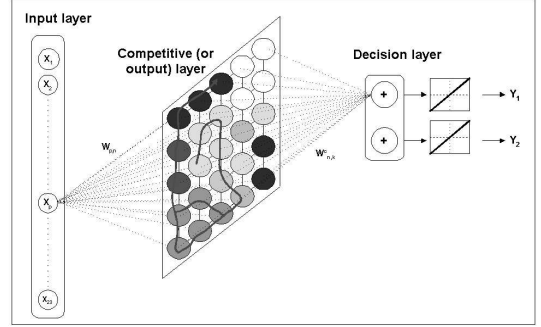 Input layer
Competitive (or
output) layer
Decision layer
X1
X2
Xp
X23
Wp,n
Wcn,k
+
+
Y1
Y2